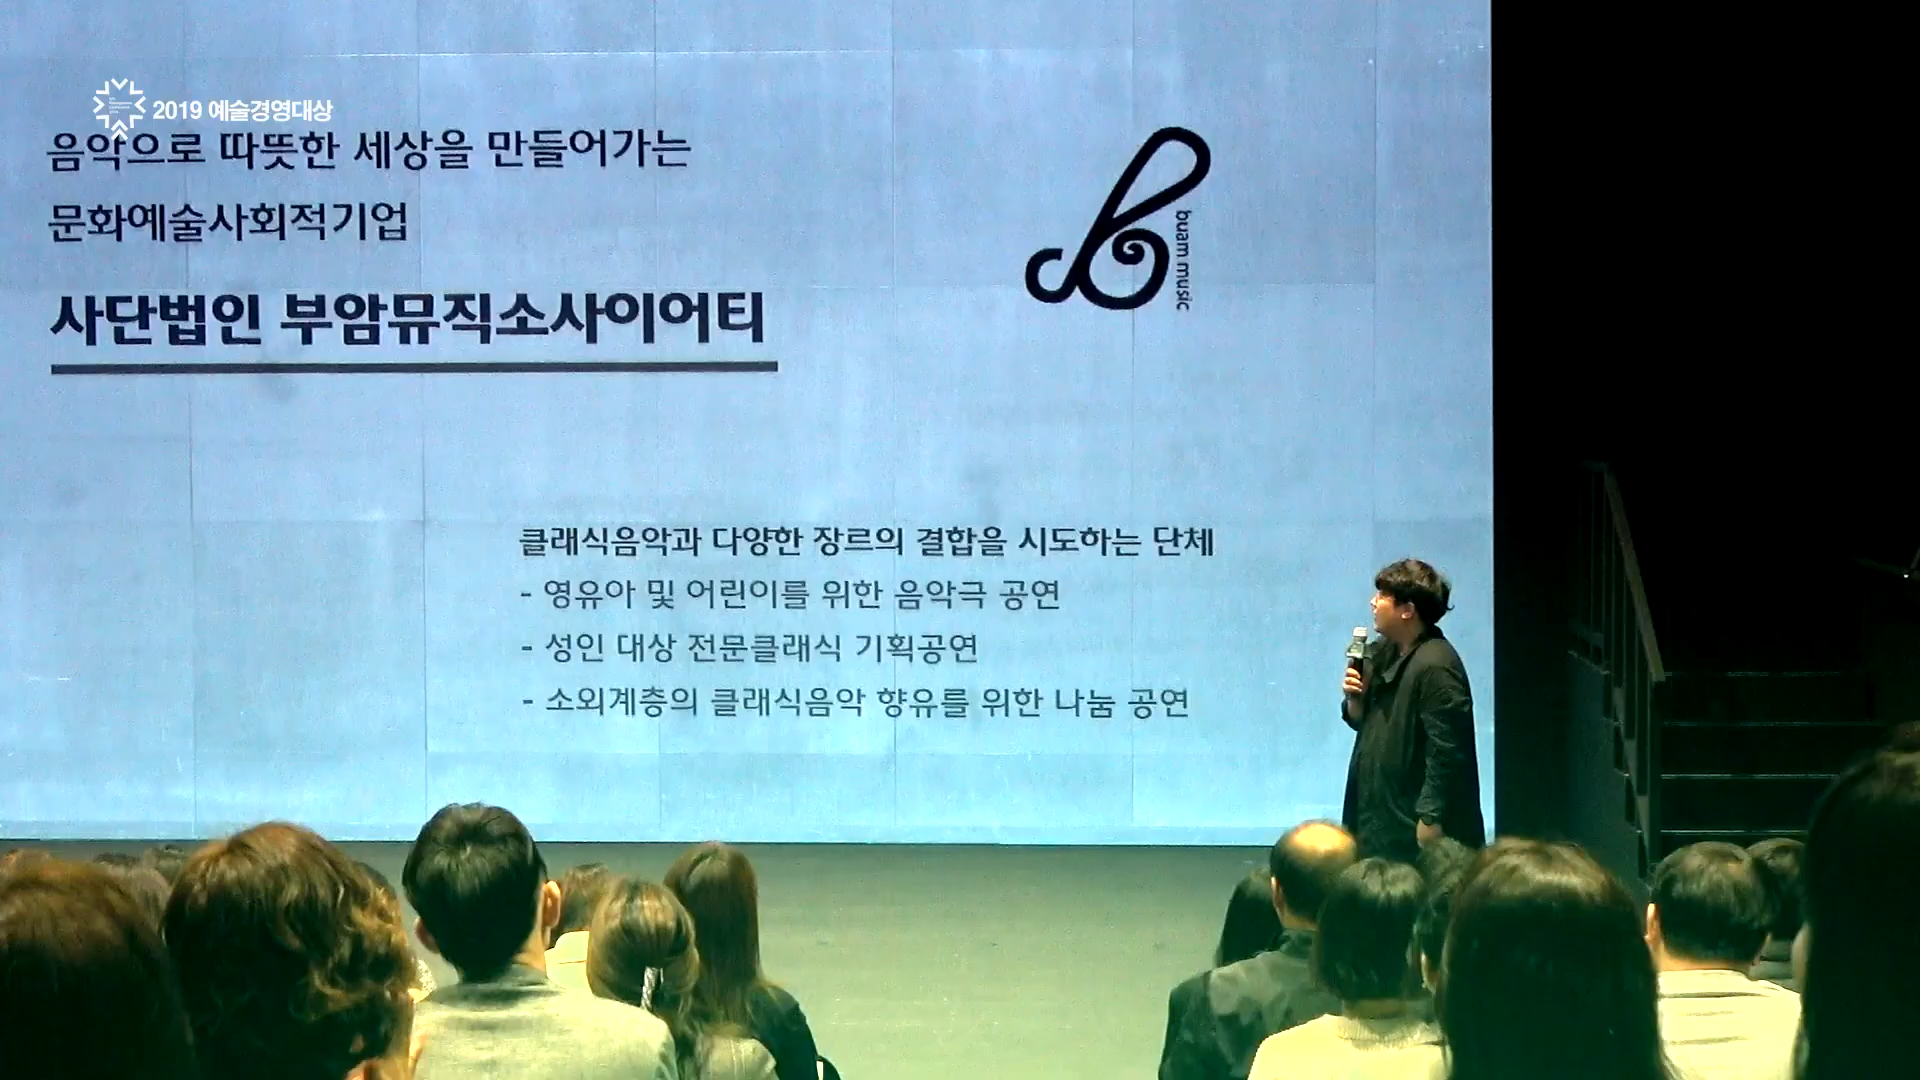 2019 예술경영대상
음악으로 따뜻한 세상을 만들어가는
문화예술사회적기업
사단법인 부암뮤직소사이어티
buam music
클래식음악과 다양한 장르의 결합을 시도하는 단체
- 영유아 및 어린이를 위한 음악극 공연
- 성인 대상 전문클래식 기획공연
- 소외계층의 클래식음악 향유를 위한 나눔 공연